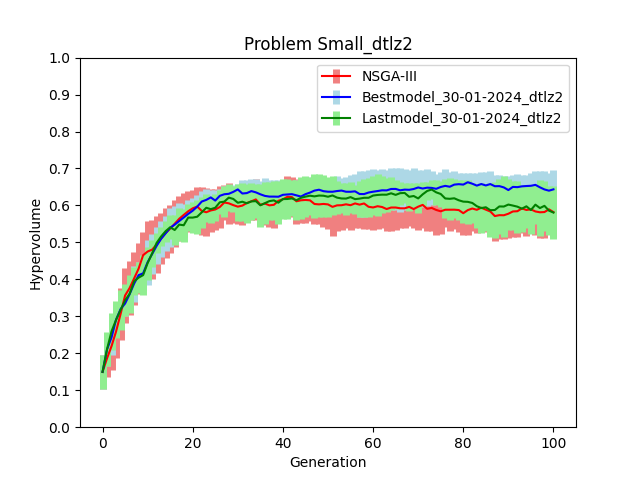 Problem Small_dtlz2
NSGA-III
Bestmodel_30-01-2024_dtlz2
Lastmodel_30-01-2024_dtlz2
Hypervolume
1.0
0.9
0.8
0.7
0.6
0.5
0.4
0.3
0.2
0.1
0.0
0 20 40 60 80 100
Generation